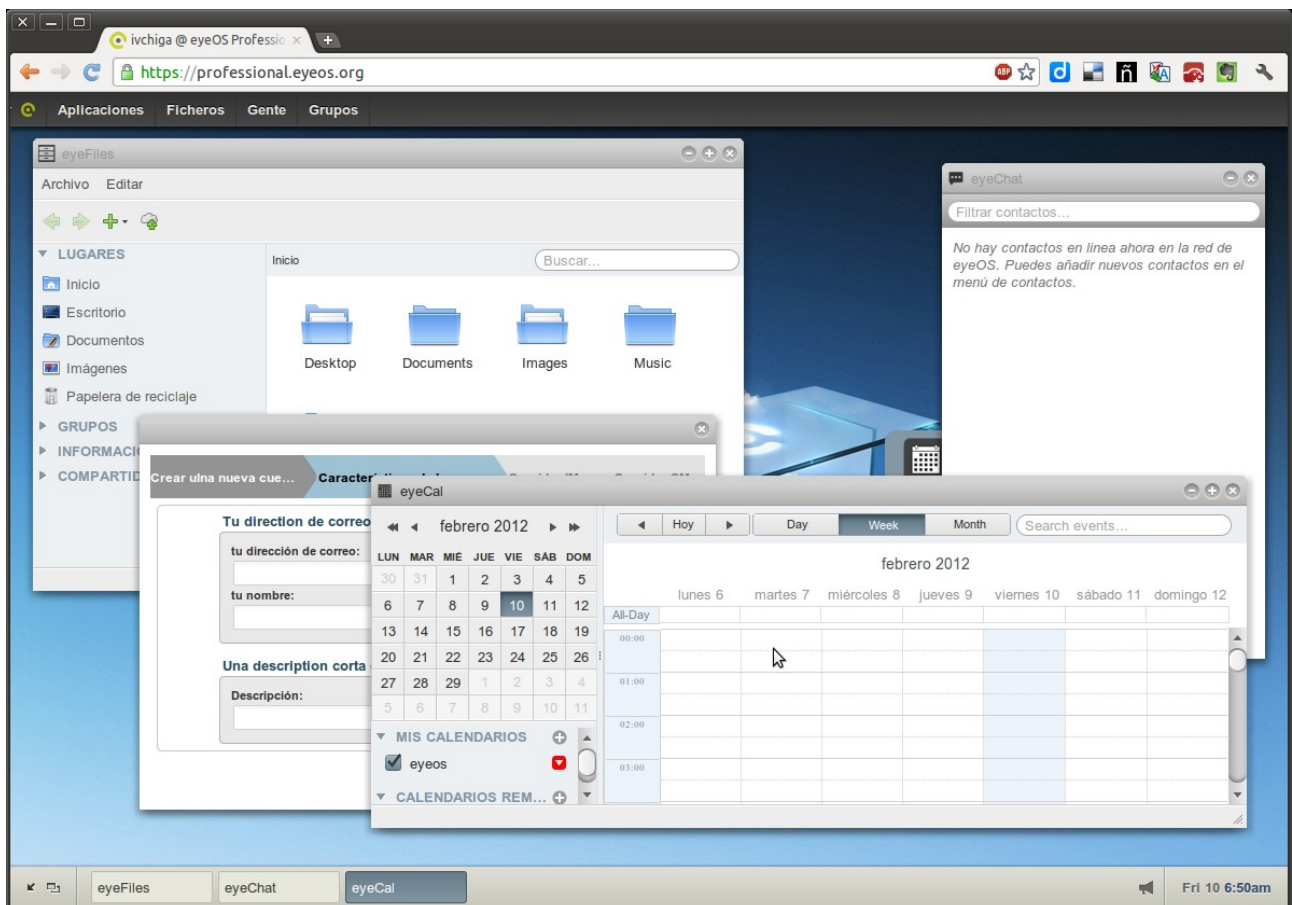 ivchiga @ eyeOS Professio
https://professional.eyeos.org
ABP
Aplicaciones Ficheros Gente Grupos
eyeFiles
Archivo Editar
LUGARES
Inicio
Escritorio
Documentos
Imágenes
Papelera de reciclaje
GRUPOS
INFORMACI
COMPARTID
Inicio
Buscar...
Desktop Documents Images Music
eyeChat
Filtrar contactos...
No hay contactos en linea ahora en la red de
eyeOS. Puedes añadir nuevos contactos en el
menú de contactos.
Crear ulna nueva cue...
Tu direction de correo
tu dirección de correo:
tu nombre:
Una description corta
Descripción:
eyeCal
febrero 2012
LUN MAR MIÉ JUE VIE SÁB DOM
30 31 1 2 3 4 5
6 7 8 9 10 11 12
13 14 15 16 17 18 19
20 21 22 23 24 25 26
27 28 29 1 2 3 4
5 6 7 8 9 10 11
MIS CALENDARIOS
eyeos
CALENDARIOS REM...
Hoy Day Week Month Search events...
febrero 2012
lunes 6 martes 7 miércoles 8 jueves 9 viernes 10 sábado 11 domingo 12
All-Day
00:00
01:00
02:00
03:00
eyeFiles eyeChat eyeCal
Fri 10 6:50am